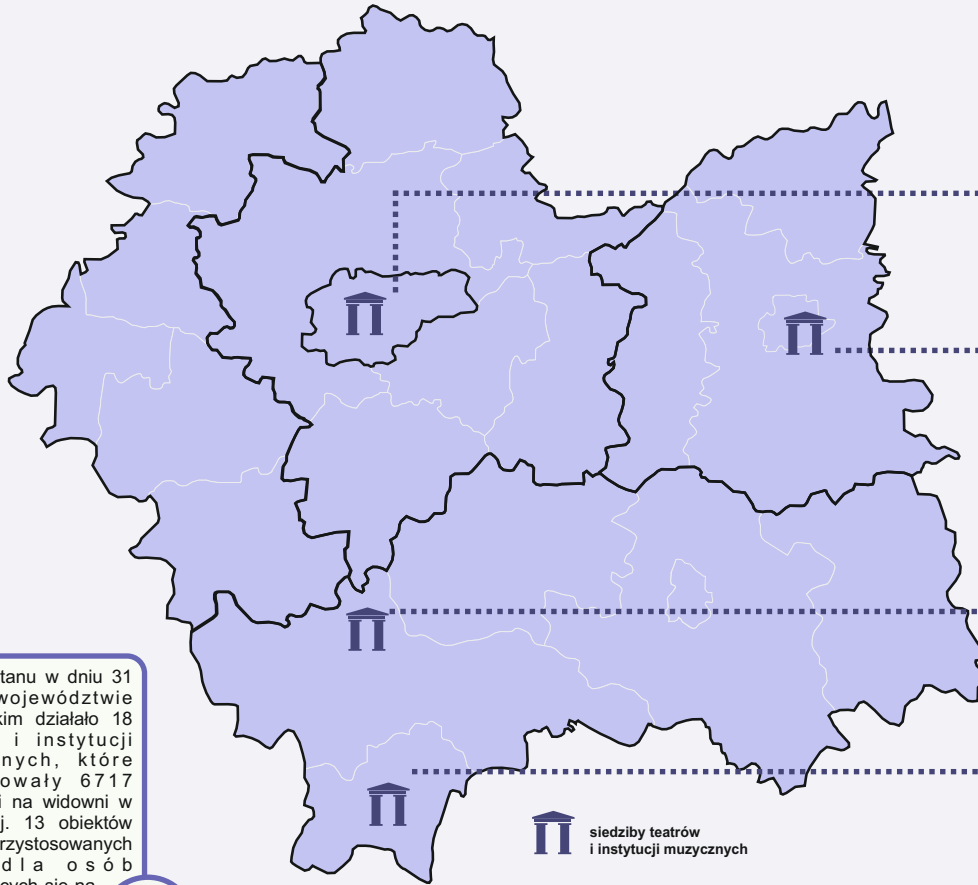 tanu w dniu 31
województwie
kim działało 18
i instytucji
nych, które
owały 6717
i na widowni w
j. 13 obiektów
rzystosowanych
dla osób
siedziby teatrów
i instytucji muzycznych